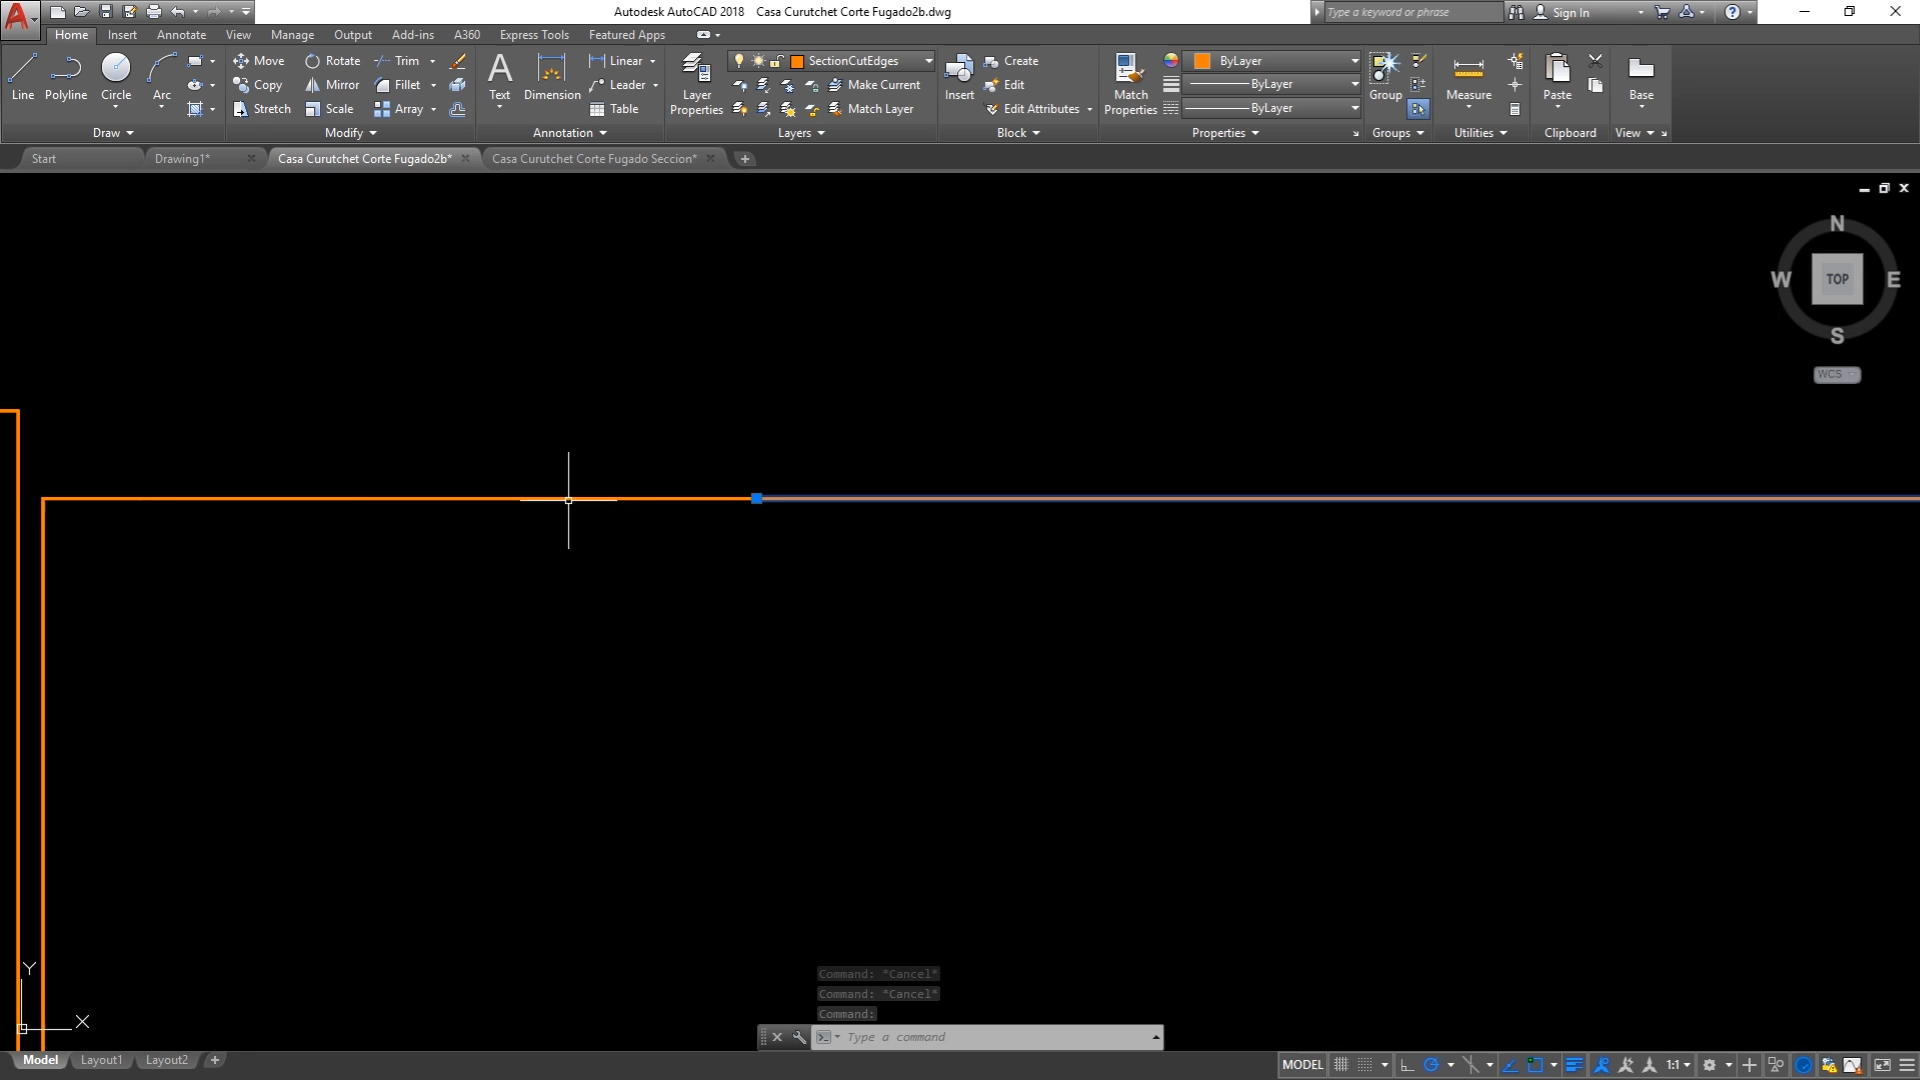 Autodesk AutoCAD 2018 Casa Curutchet Corte Fugado2b.dwg
Type a keyword or phrase
Sign In
Home Insert Annotate View Manage Output Add-ins A360 Express Tools Featured Apps
Line Polyline Circle Arc
Move Rotate Trim
Copy Mirror Fillet
Stretch Scale Array
Text Dimension
Linear
Leader
Table
Layer Properties
SectionCutEdges
Make Current
Match Layer
Insert
Create
Edit
Edit Attributes
Match Properties
ByLayer
ByLayer
ByLayer
Group
Measure
Paste
Base
Draw Modify Annotation Layers Block Properties Groups Utilities Clipboard View
Start Drawing1* Casa Curutchet Corte Fugado2b* Casa Curutchet Corte Fugado Seccion*
N
W TOP E
S
WCS
Y
X
Command: *Cancel*
Command: *Cancel*
Command:
Type a command
Model Layout1 Layout2
MODEL 1:1